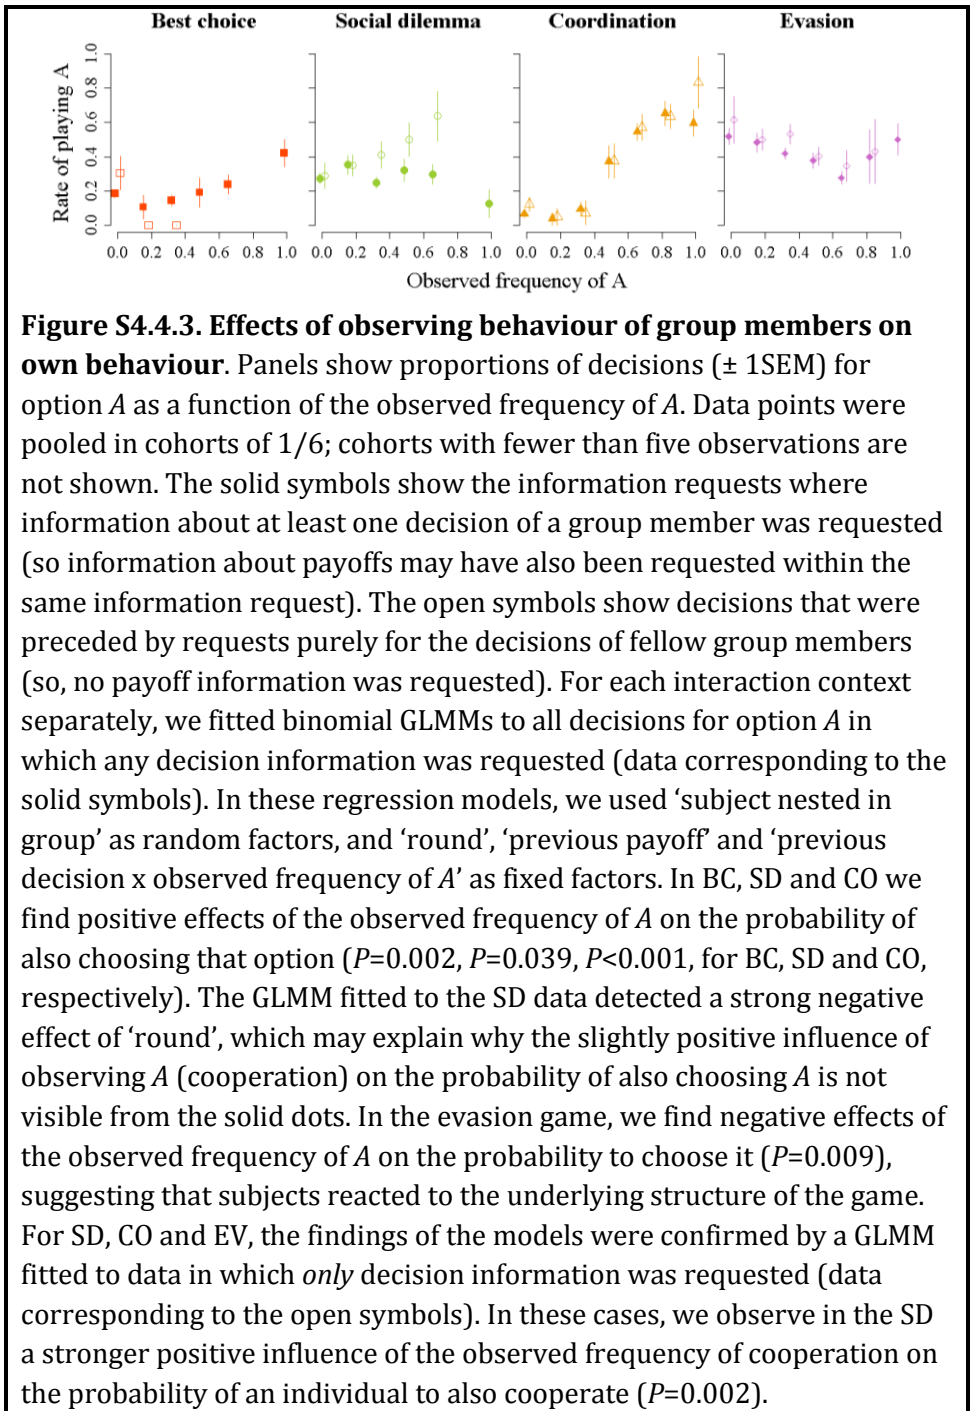 Best choice Social dilemma Coordination Evasion
Rate of playing A
0.0 0.2 0.4 0.6 0.8 1.0
0.0 0.2 0.4 0.6 0.8 1.0 0.0 0.2 0.4 0.6 0.8 1.0 0.0 0.2 0.4 0.6 0.8 1.0 0.0 0.2 0.4 0.6 0.8 1.0
Observed frequency of A
Figure S4.4.3. Effects of observing behaviour of group members on
own behaviour. Panels show proportions of decisions (± 1SEM) for
option A as a function of the observed frequency of A. Data points were
pooled in cohorts of 1/6; cohorts with fewer than five observations are
not shown. The solid symbols show the information requests where
information about at least one decision of a group member was requested
(so information about payoffs may have also been requested within the
same information request). The open symbols show decisions that were
preceded by requests purely for the decisions of fellow group members
(so, no payoff information was requested). For each interaction context
separately, we fitted binomial GLMMs to all decisions for option A in
which any decision information was requested (data corresponding to the
solid symbols). In these regression models, we used ‘subject nested in
group’ as random factors, and ‘round’, ‘previous payoff’ and ‘previous
decision x observed frequency of A’ as fixed factors. In BC, SD and CO we
find positive effects of the observed frequency of A on the probability of
also choosing that option (P=0.002, P=0.039, P<0.001, for BC, SD and CO,
respectively). The GLMM fitted to the SD data detected a strong negative
effect of ‘round’, which may explain why the slightly positive influence of
observing A (cooperation) on the probability of also choosing A is not
visible from the solid dots. In the evasion game, we find negative effects of
the observed frequency of A on the probability to choose it (P=0.009),
suggesting that subjects reacted to the underlying structure of the game.
For SD, CO and EV, the findings of the models were confirmed by a GLMM
fitted to data in which only decision information was requested (data
corresponding to the open symbols). In these cases, we observe in the SD
a stronger positive influence of the observed frequency of cooperation on
the probability of an individual to also cooperate (P=0.002).